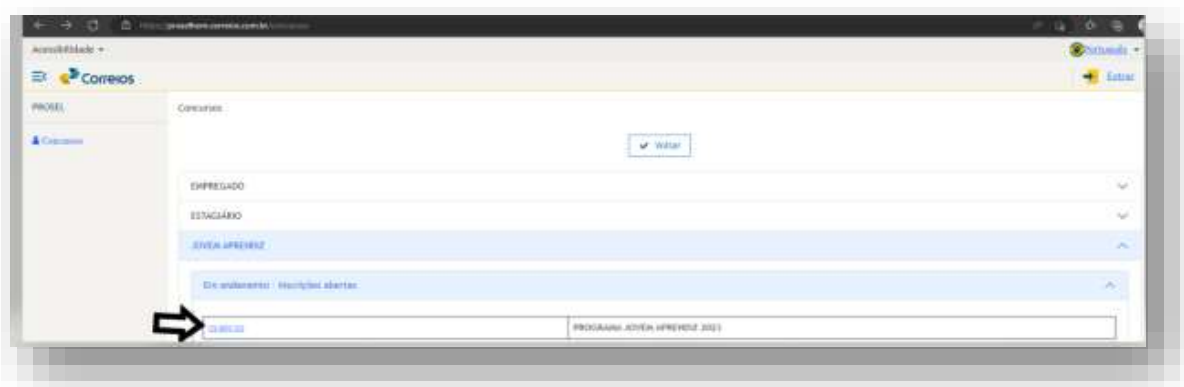 Acessibilidade
Português
Correios
Entrar
PROSEL
Concursos
Concursos
Voltar
EMPREGADO
ESTAGIÁRIO
JOVEM APRENDIZ
Em andamento - Inscrições abertas
PROGRAMA JOVEM APRENDIZ 2023